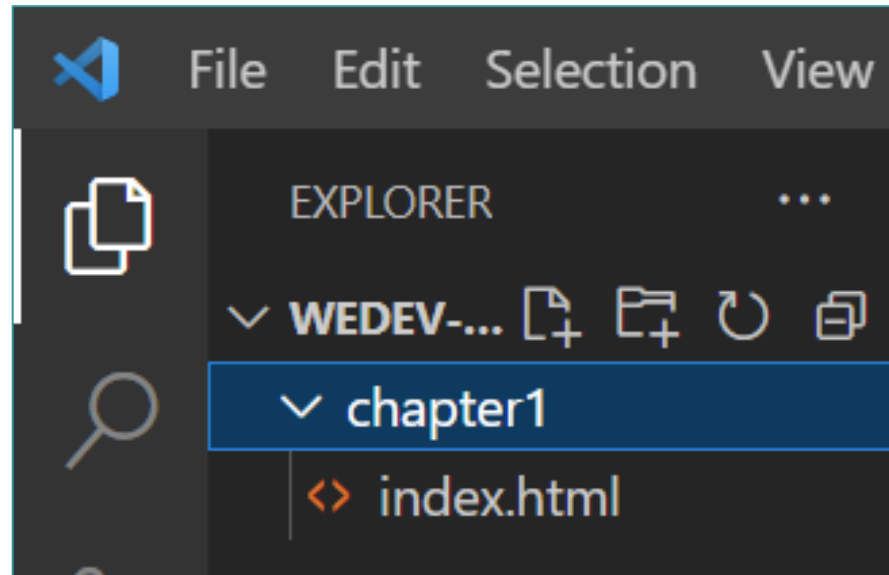 File Edit Selection View
EXPLORER ...
WEDEV-...
chapter1
index.html